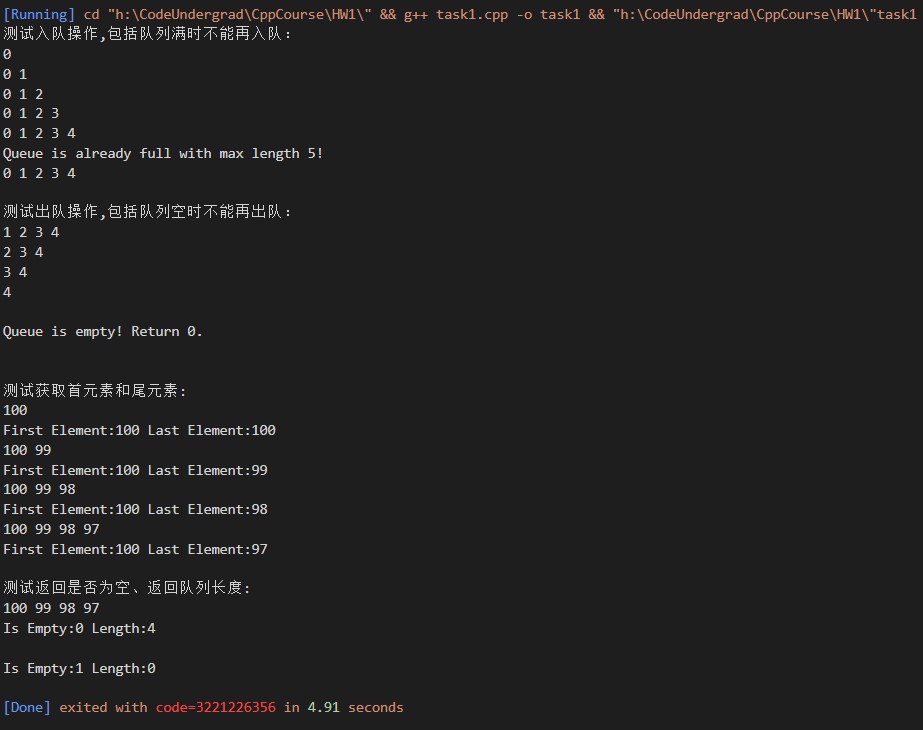 [Running] cd "h:\CodeUndergrad\CppCourse\HW1\" && g++ task1.cpp -o task1 && "h:\CodeUndergrad\CppCourse\HW1\"task1
测试入队操作,包括队列满时不能再入队:
0
0 1
0 1 2
0 1 2 3
0 1 2 3 4
Queue is already full with max length 5!
0 1 2 3 4
测试出队操作,包括队列空时不能再出队:
1 2 3 4
2 3 4
3 4
4
Queue is empty! Return 0.
测试获取首元素和尾元素:
100
First Element:100 Last Element:100
100 99
First Element:100 Last Element:99
100 99 98
First Element:100 Last Element:98
100 99 98 97
First Element:100 Last Element:97
测试返回是否为空、返回队列长度:
100 99 98 97
Is Empty:0 Length:4
Is Empty:1 Length:0
[Done] exited with code=3221226356 in 4.91 seconds